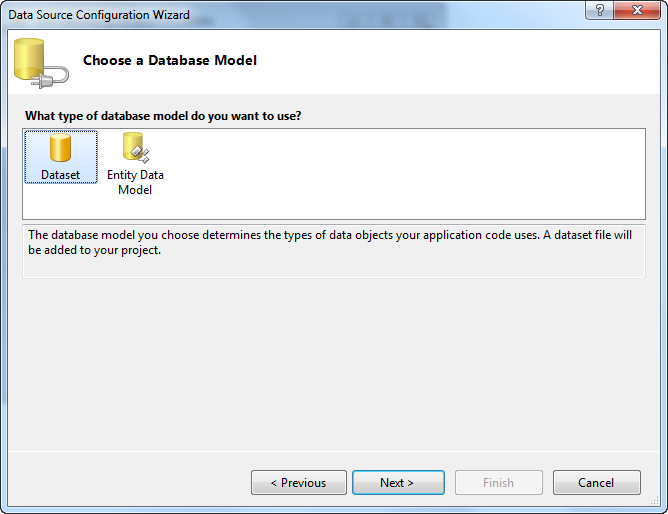 Data Source Configuration Wizard
?
Choose a Database Model
What type of database model do you want to use?
Dataset
Entity Data
Model
The database model you choose determines the types of data objects your application code uses. A dataset file will
be added to your project.
< Previous
Next >
Finish
Cancel